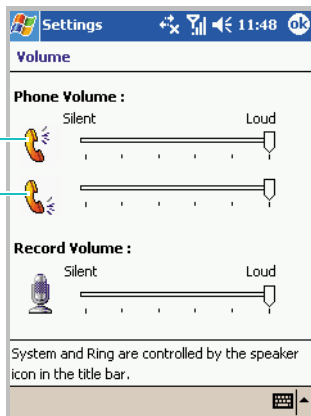 Settings 11:48 ok
Volume
Phone Volume :
Silent Loud
Record Volume :
Silent Loud
System and Ring are controlled by the speaker
icon in the title bar.